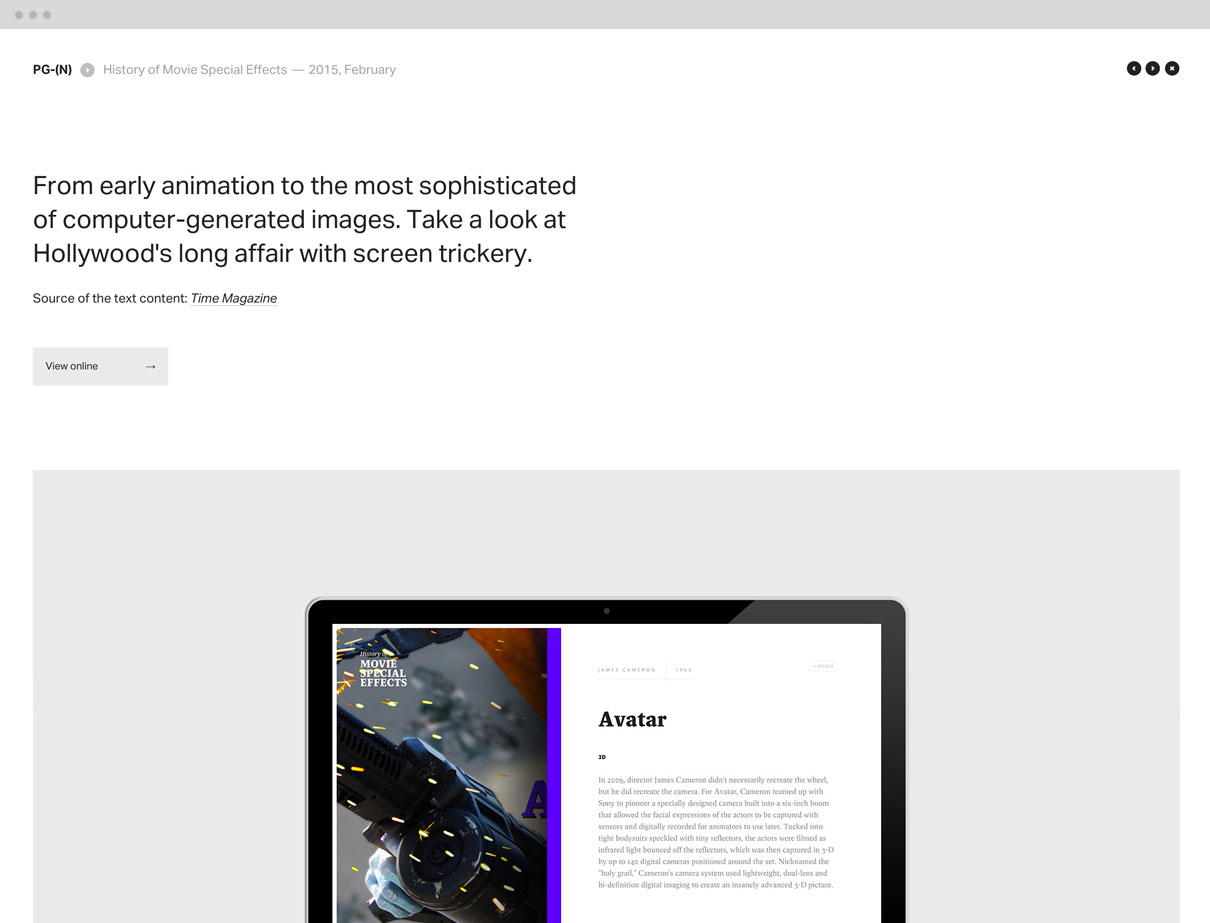 PG-(N) History of Movie Special Effects — 2015, February
From early animation to the most sophisticated
of computer-generated images. Take a look at
Hollywood's long affair with screen trickery.
Source of the text content: Time Magazine
View online →
History of
MOVIE
SPECIAL
EFFECTS
A
JAMES CAMERON 1963
+ SOURCE
Avatar
3D
In 2009, director James Cameron didn't necessarily recreate the wheel,
but he did recreate the camera. For Avatar, Cameron teamed up with
Sony to pioneer a specially designed camera built into a six-inch boom
that allowed the facial expressions of the actors to be captured with
sensors and digitally recorded for animators to use later. Tucked into
tight bodysuits speckled with tiny reflectors, the actors were filmed as
infrared light bounced off the reflectors, which was then captured in 3-D
by up to 142 digital cameras positioned around the set. Nicknamed the
"holy grail," Cameron's camera system used lightweight, dual-lens and
hi-definition digital imaging to create an insanely advanced 3-D picture.